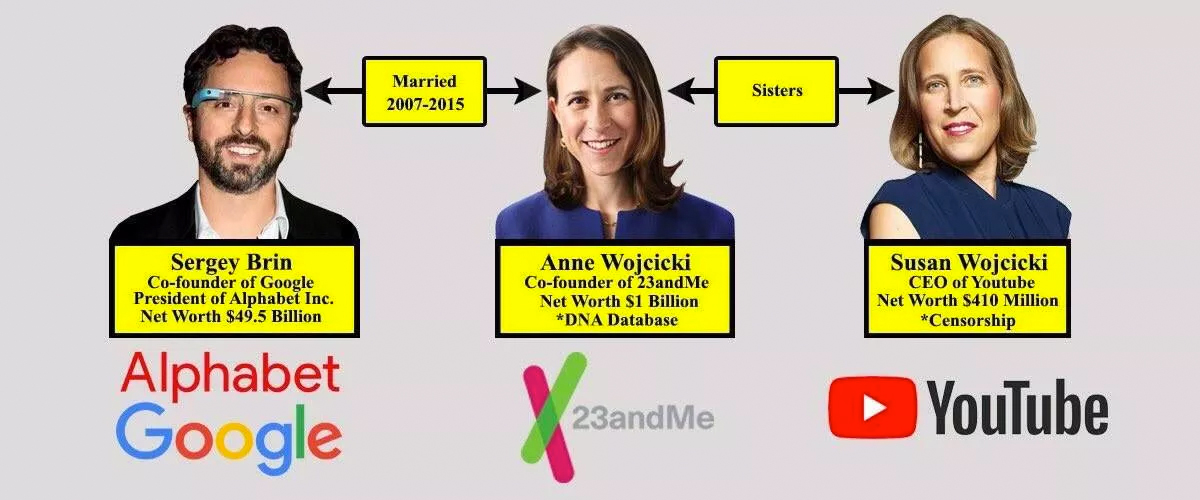 Married
2007-2015
Sisters
Sergey Brin
Co-founder of Google
President of Alphabet Inc.
Net Worth $49.5 Billion
Anne Wojcicki
Co-founder of 23andMe
Net Worth $1 Billion
*DNA Database
Susan Wojcicki
CEO of Youtube
Net Worth $410 Million
*Censorship
Alphabet
Google
23andMe
YouTube